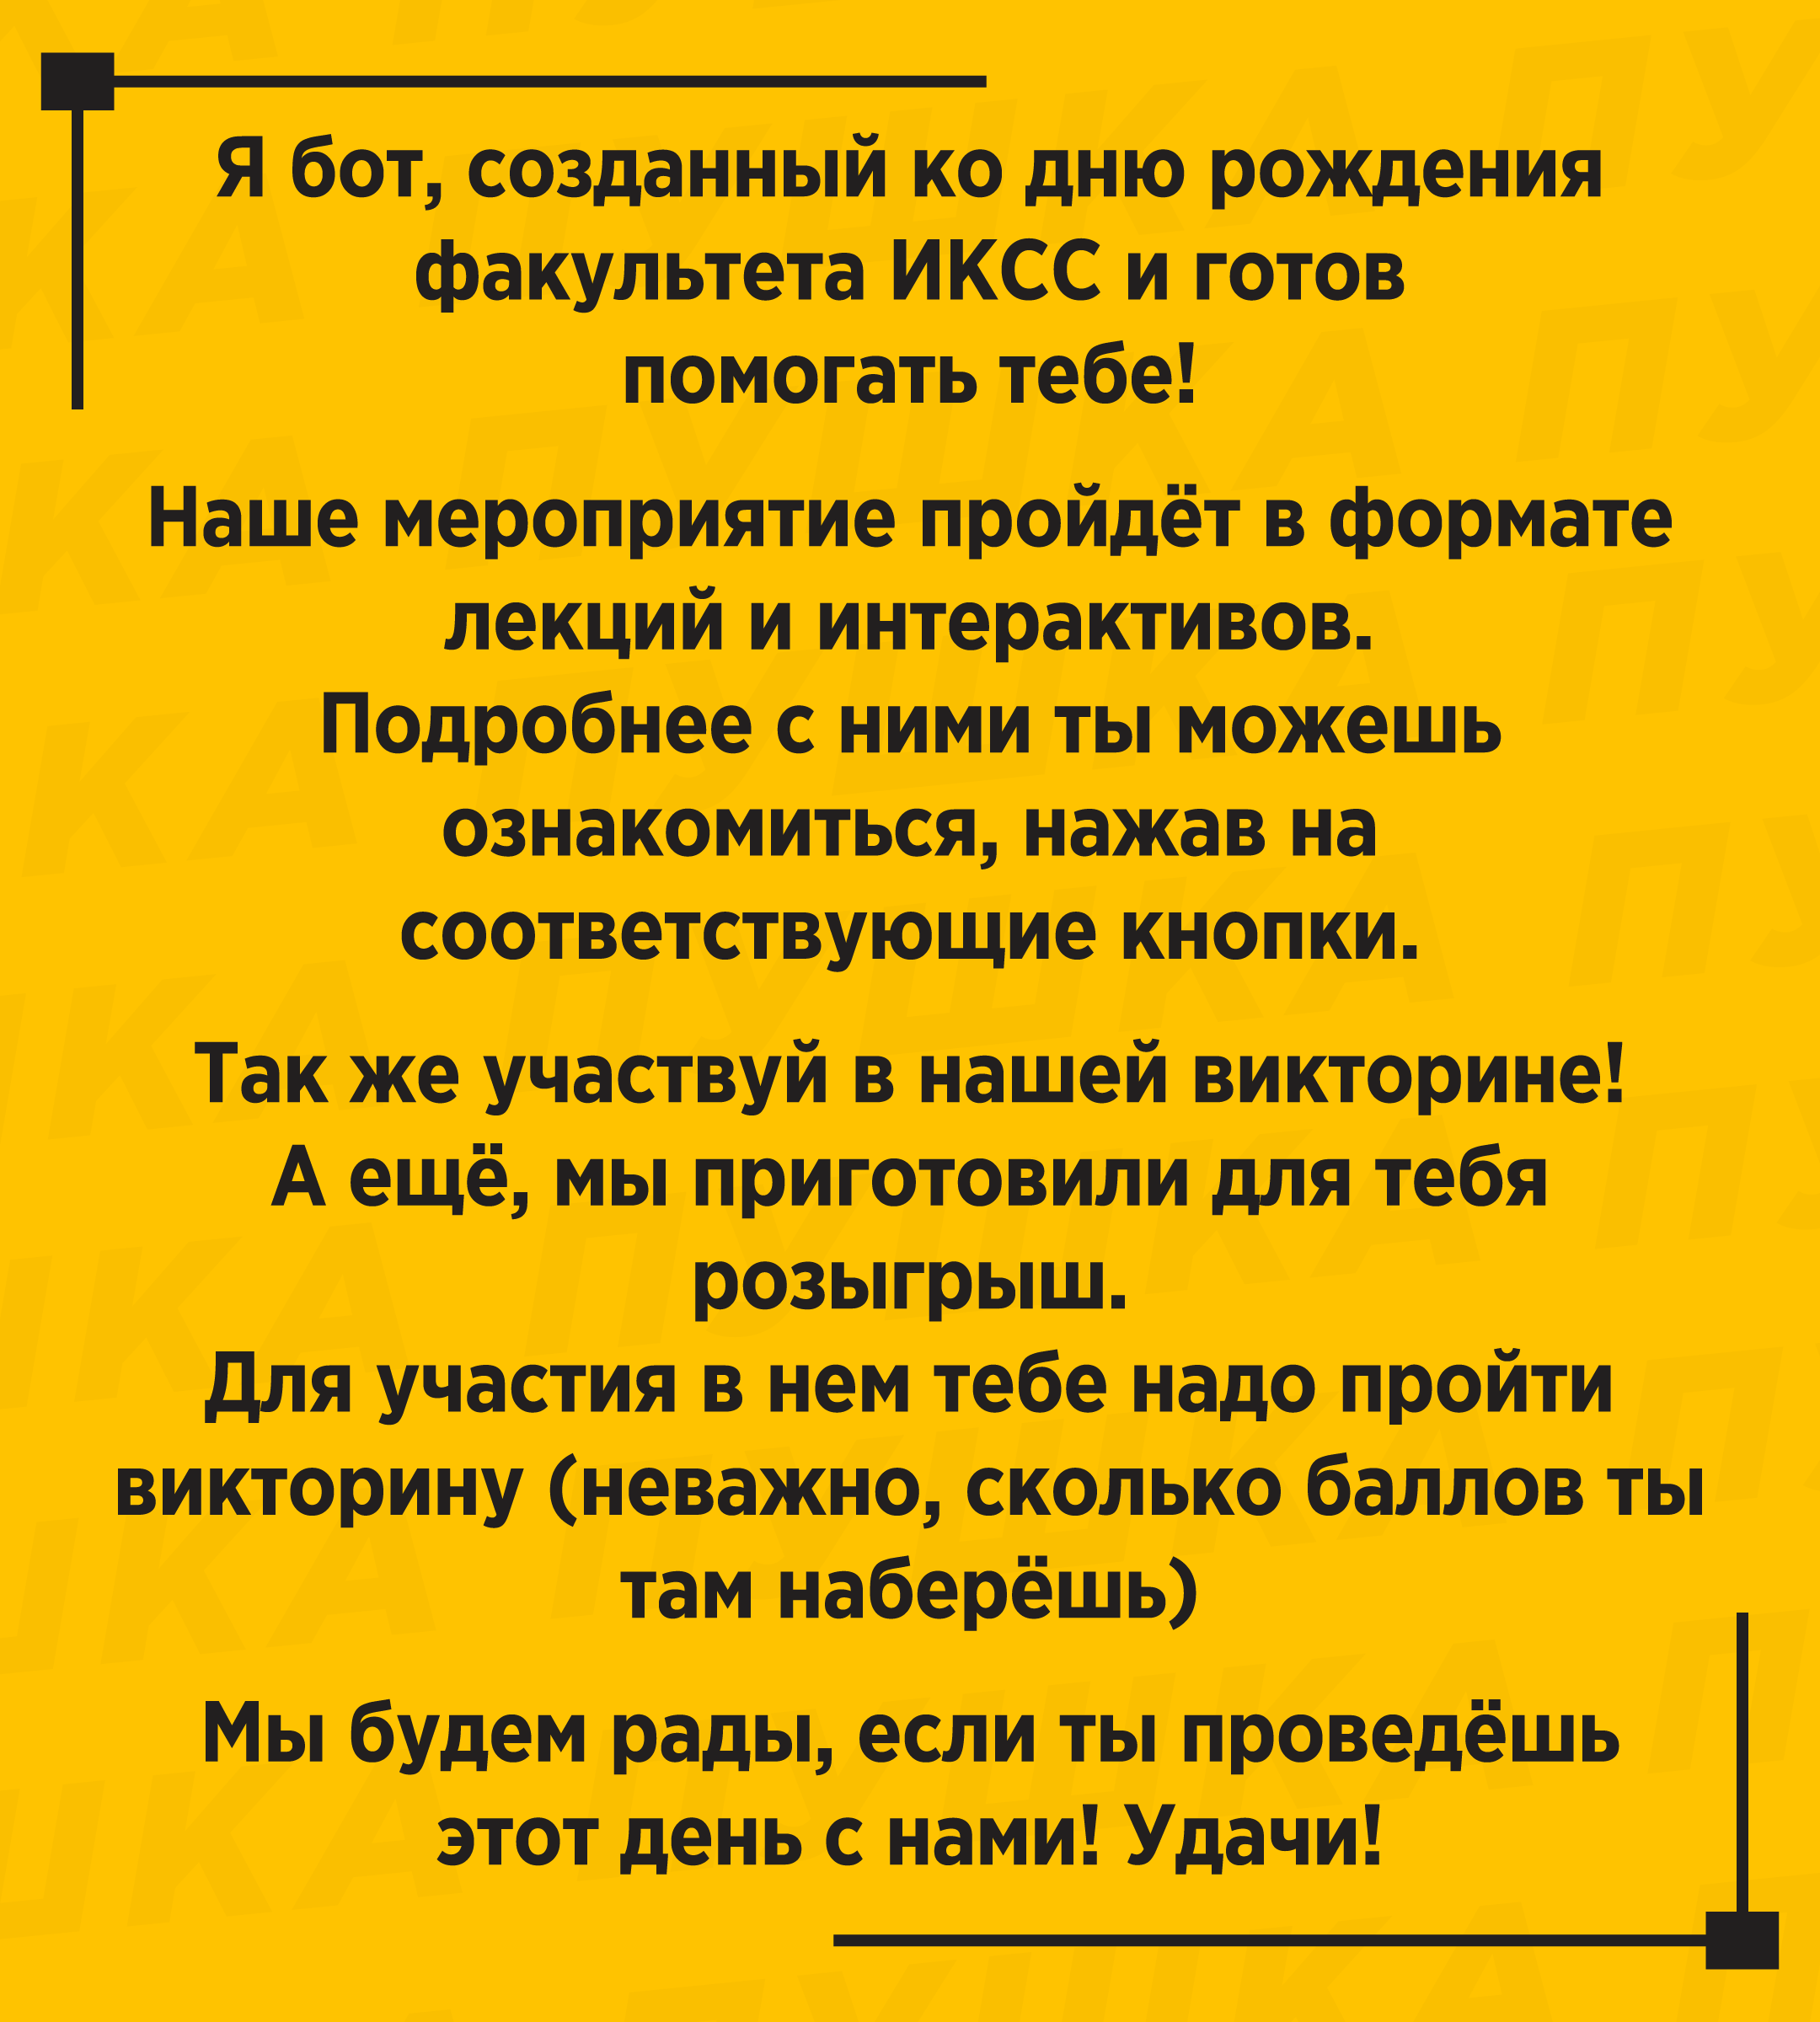 Я бот, созданный ко дню рождения
факультета ИКСС и готов
помогать тебе!
Наше мероприятие пройдёт в формате
лекций и интерактивов.
Подробнее с ними ты можешь
ознакомиться, нажав на
соответствующие кнопки.
Так же участвуй в нашей викторине!
А ещё, мы приготовили для тебя
розыгрыш.
Для участия в нем тебе надо пройти
викторину (неважно, сколько баллов ты
там наберёшь)
Мы будем рады, если ты проведёшь
этот день с нами! Удачи!